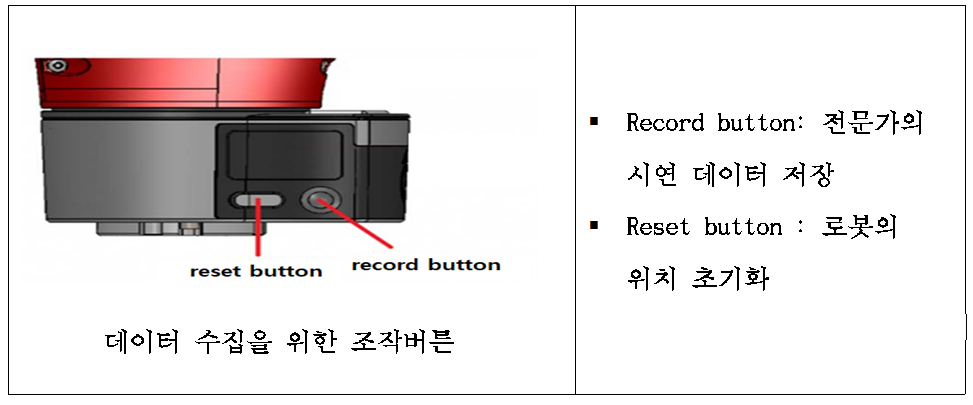 reset button
record button
데이터 수집을 위한 조작버튼
▪ Record button: 전문가의
시연 데이터 저장
▪ Reset button : 로봇의
위치 초기화